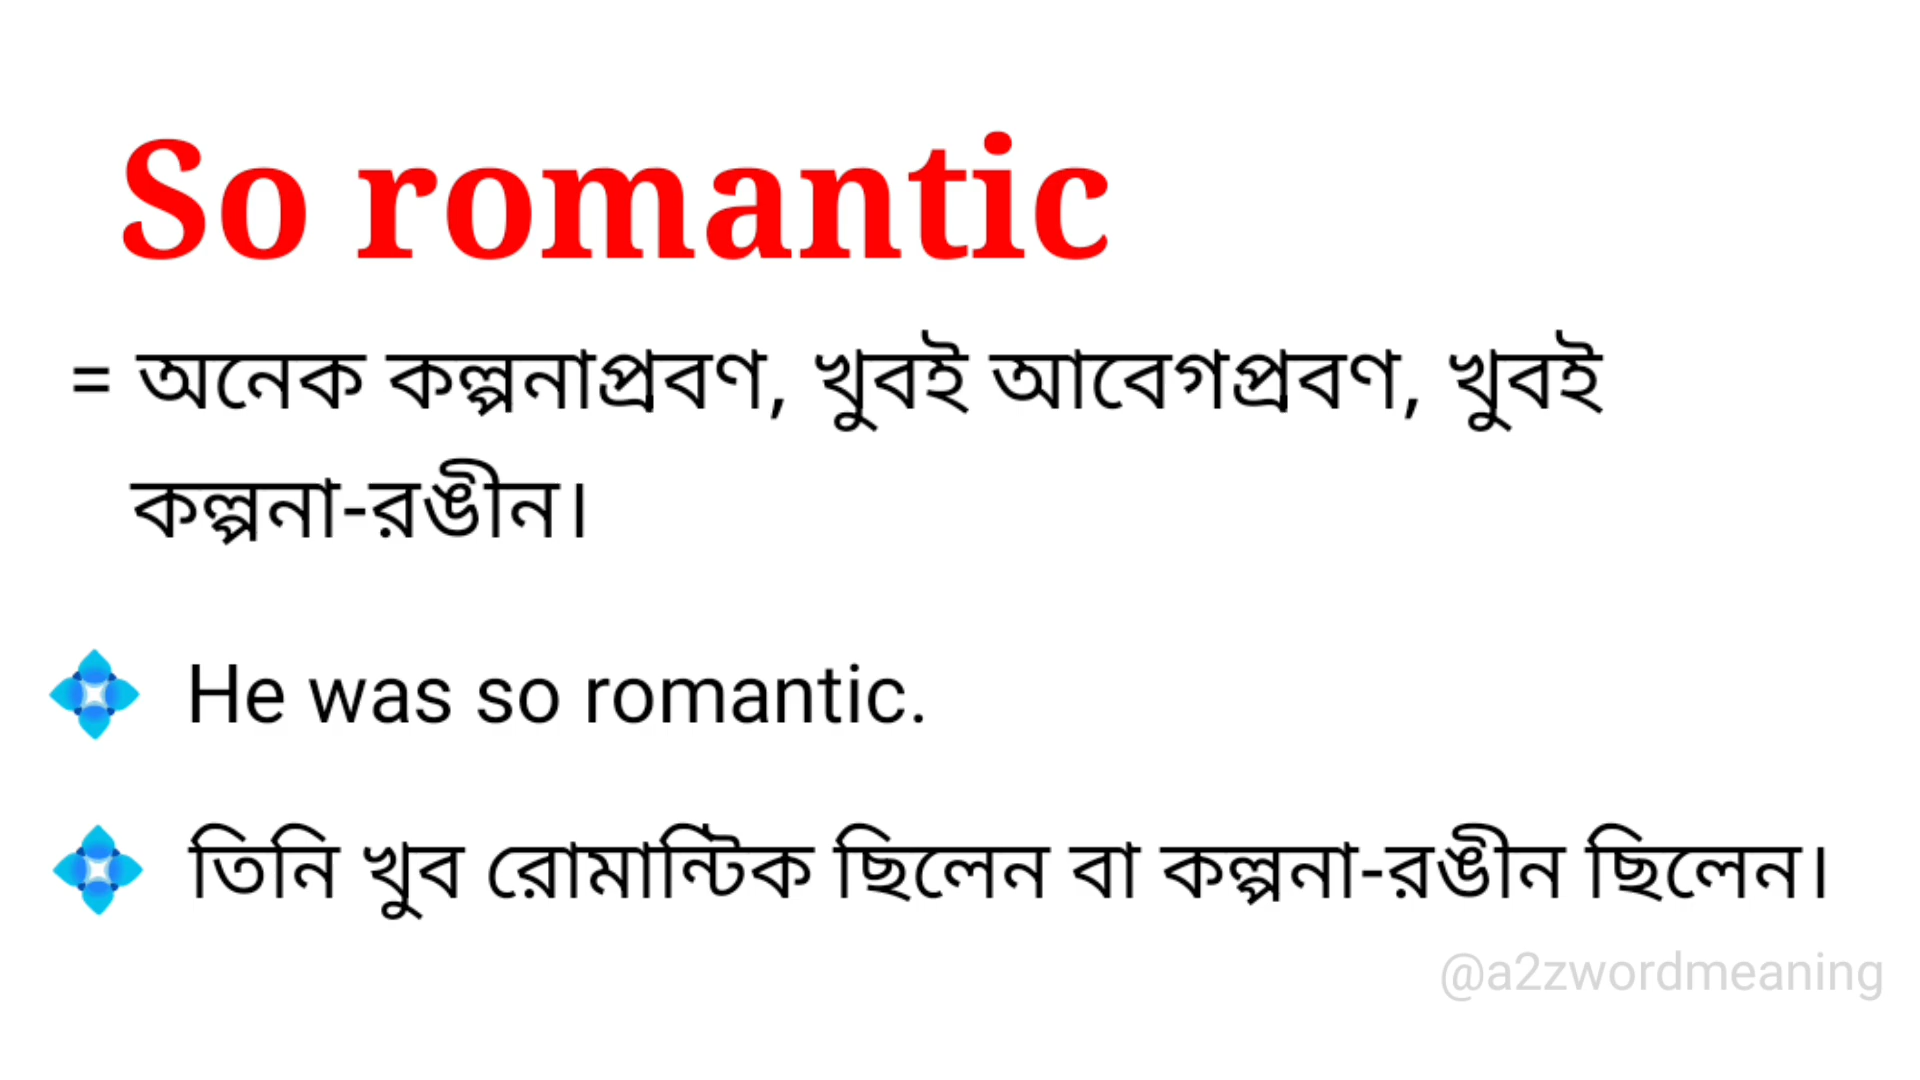 So romantic
= অনেক কল্পনাপ্রবণ, খুবই আবেগপ্রবণ, খুবই
কল্পনা-রঙীন।
💠 He was so romantic.
💠 তিনি খুব রোমান্টিক ছিলেন বা কল্পনা-রঙীন ছিলেন।
@a2zwordmeaning